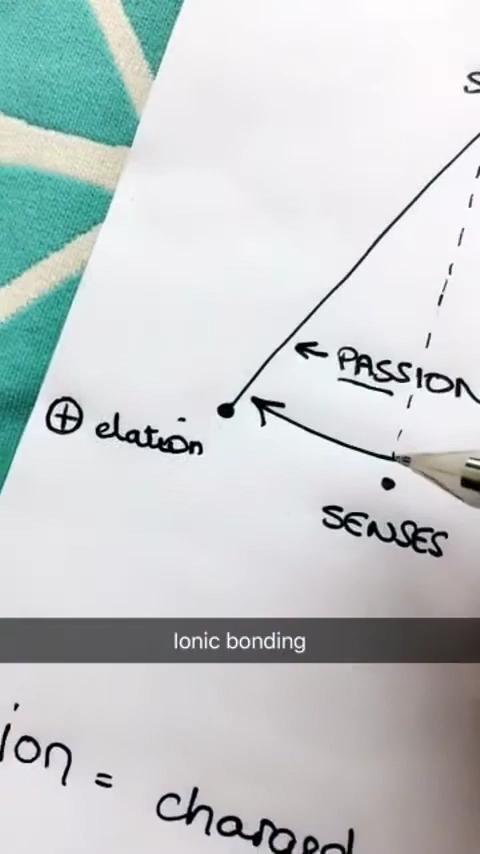 S
← PASSION
⊕ elation
SENSES
Ionic bonding
ion = charged